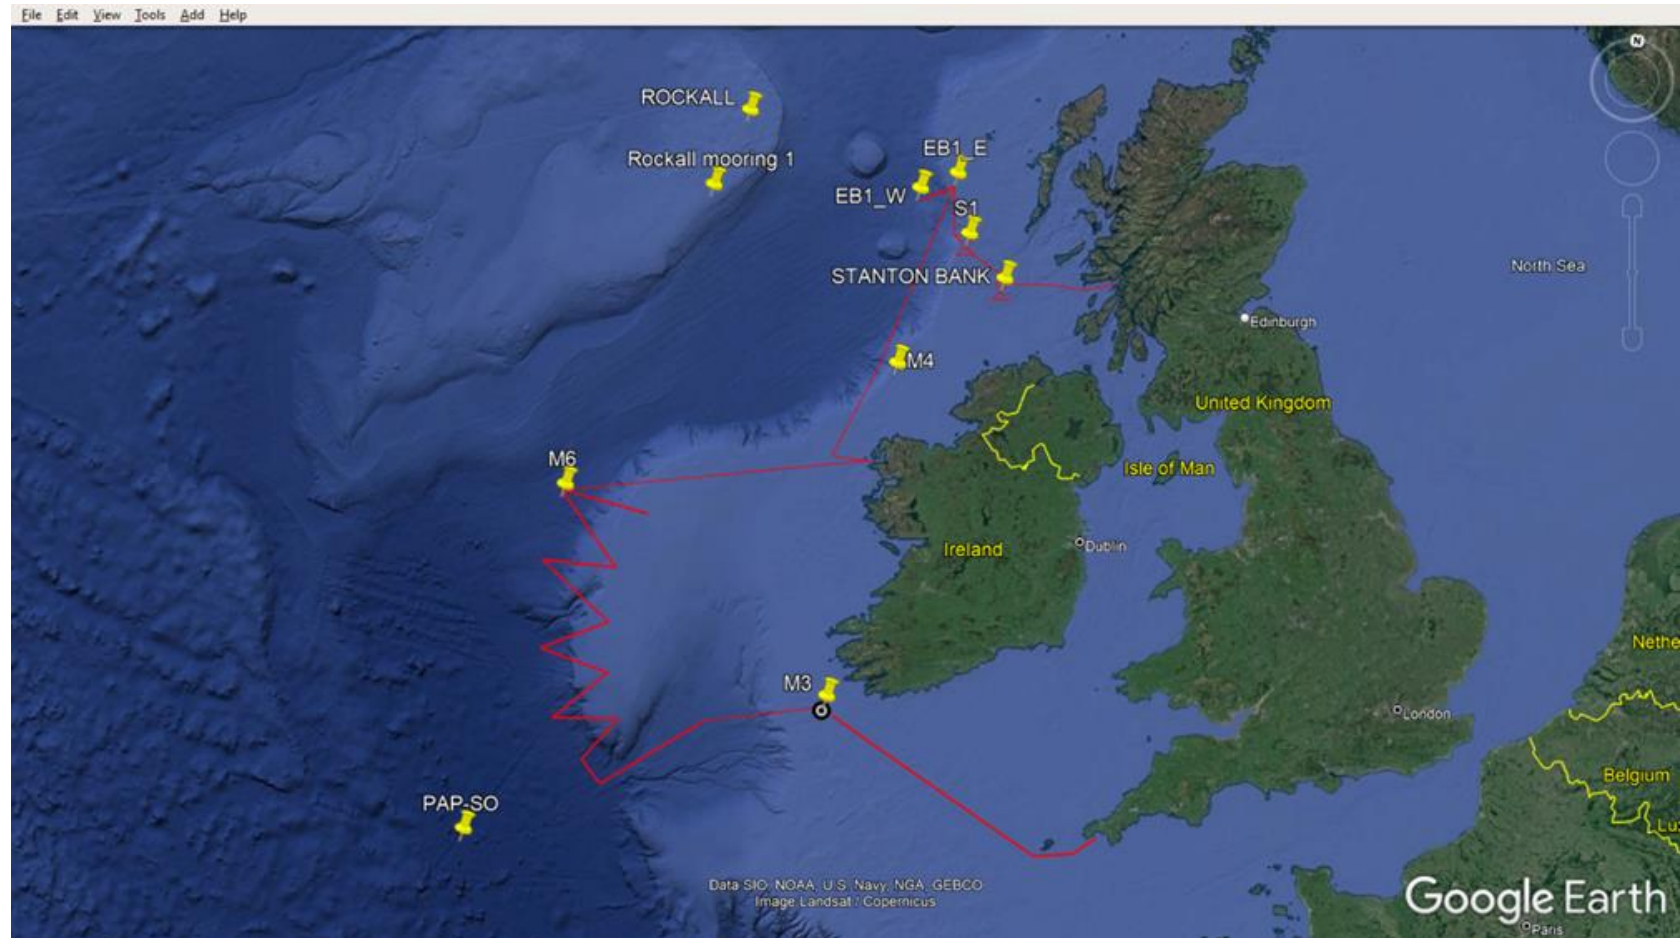 File Edit View Tools Add Help
N
ROCKALL
EB1_E
Rockall mooring 1
EB1_W
S1
North Sea
STANTON BANK
Edinburgh
M4
United Kingdom
M6
Isle of Man
Ireland
Dublin
Nethe
M3
London
Belgium
PAP-SO
Lu
Data SIO, NOAA, U.S. Navy, NGA, GEBCO
Image Landsat / Copernicus
Google Earth
Paris